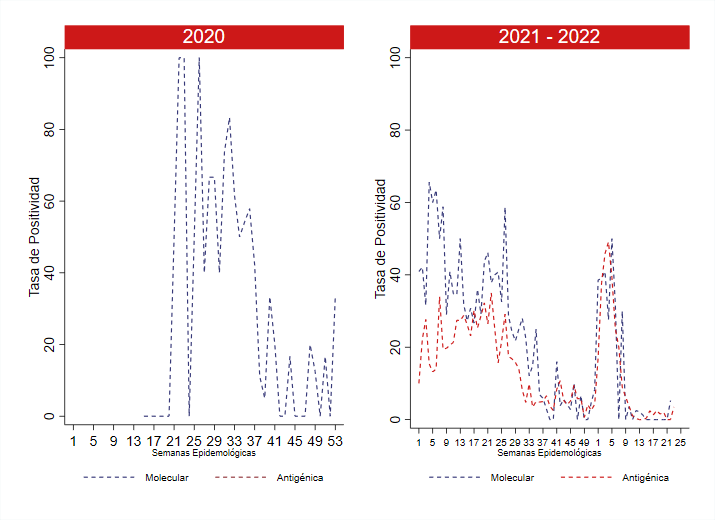 2020
Tasa de Positividad
0 20 40 60 80 100
1 5 9 13 17 21 25 29 33 37 41 45 49 53
Semanas Epidemológicas
Molecular Antigénica
2021 - 2022
Tasa de Positividad
0 20 40 60 80 100
1 5 9 13 17 21 25 29 33 37 41 45 49 1 5 9 13 17 21 25
Semanas Epidemológicas
Molecular Antigénica